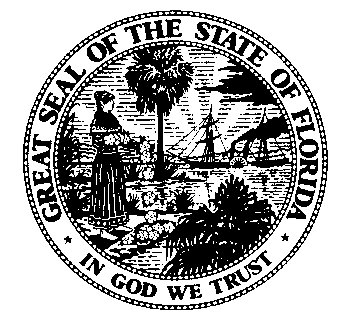 GREAT SEAL OF THE STATE OF FLORIDA
IN GOD WE TRUST